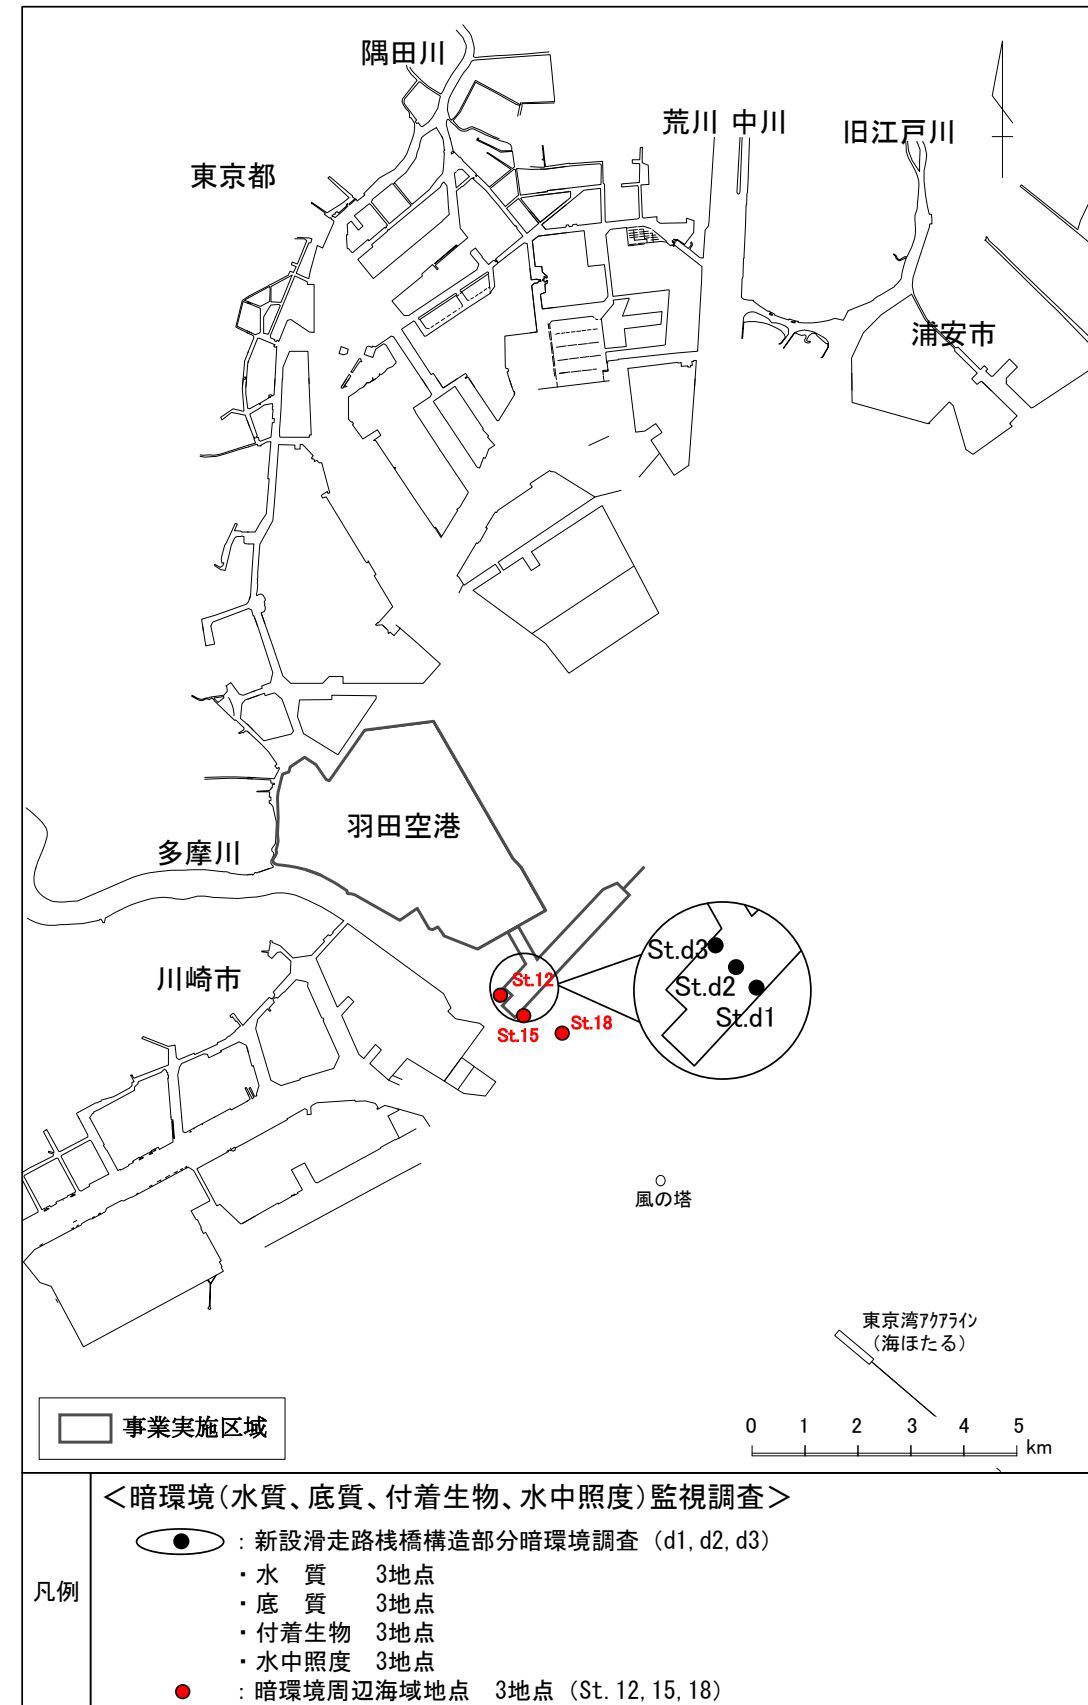 隅田川
荒川 中川
旧江戸川
東京都
浦安市
羽田空港
多摩川
川崎市
St.12
St.15
St.18
St.d3
St.d2
St.d1
風の塔
東京湾アクアライン
(海ほたる)
事業実施区域
0 1 2 3 4 5
km
凡例
<暗環境(水質、底質、付着生物、水中照度)監視調査>
:新設滑走路桟橋構造部分暗環境調査 (d1,d2,d3)
・水 質 3地点
・底 質 3地点
・付着生物 3地点
・水中照度 3地点
:暗環境周辺海域地点 3地点 (St.12,15,18)